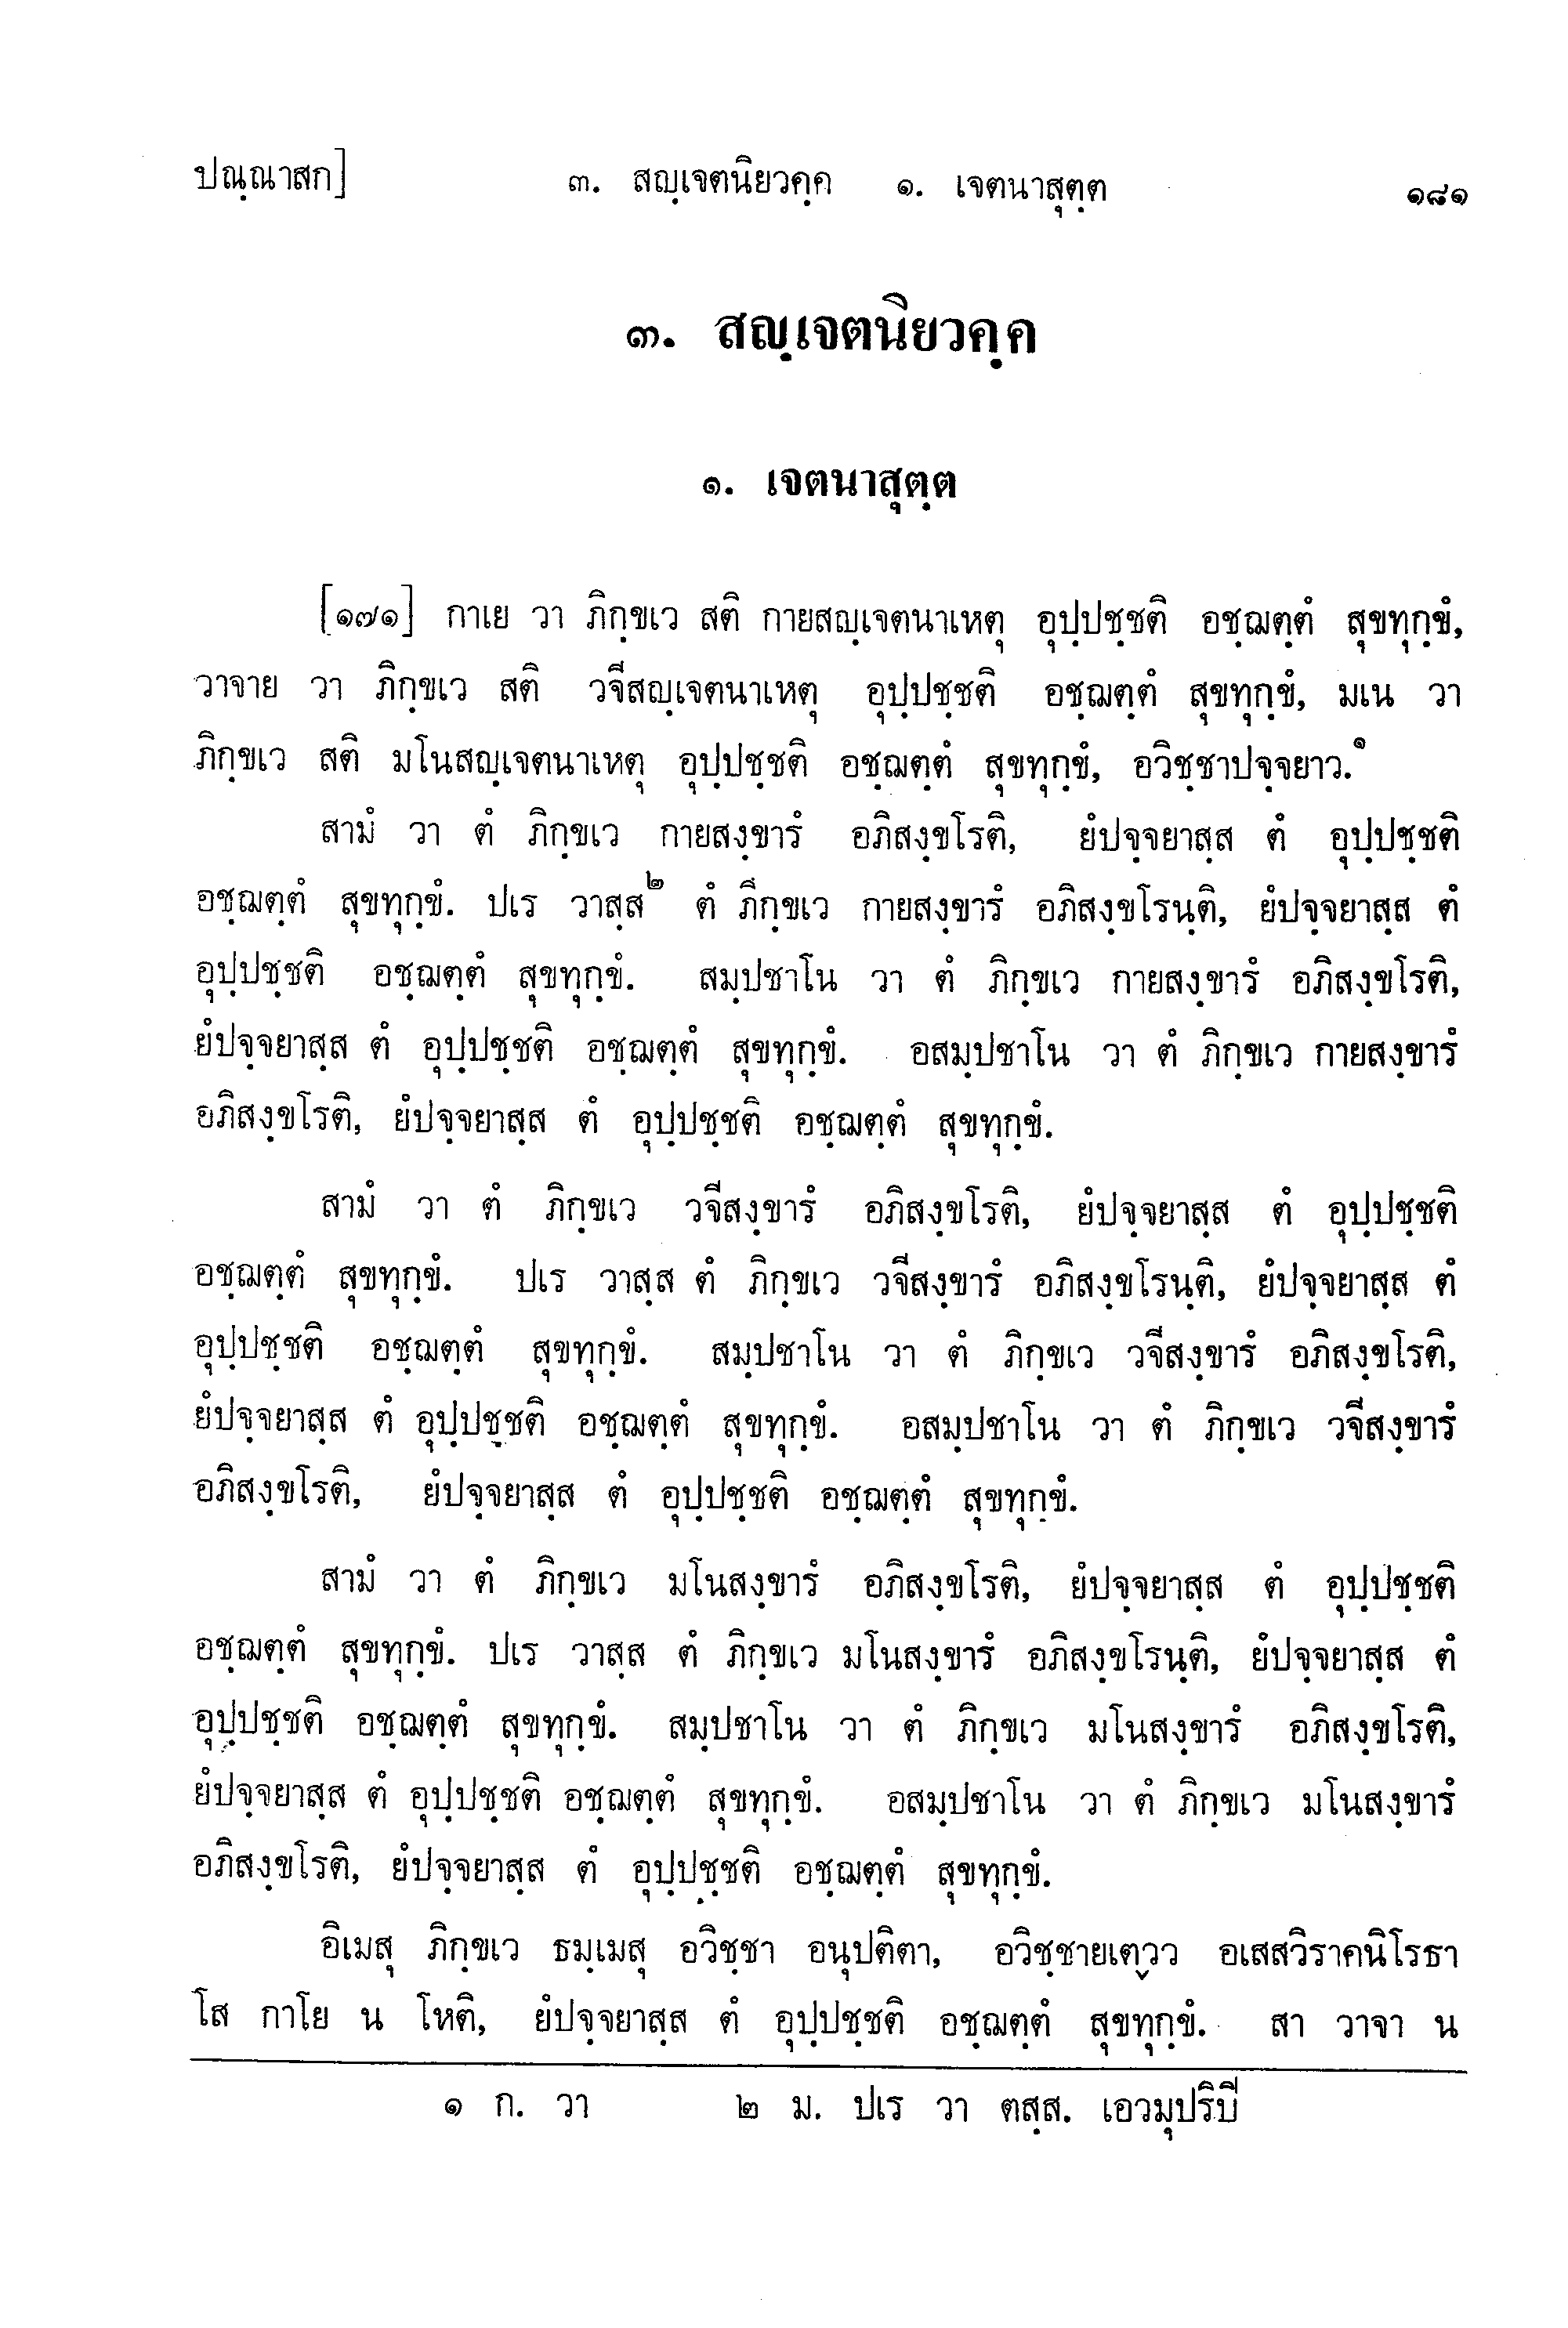 ปณฺณาสก] ๓. สญฺเจตนิยวคฺค ๑. เจตนาสุตฺต ๑๘๑
๓. สญฺเจตนิยวคฺค
๑. เจตนาสุตฺต
[๑๗๑] กาเย วา ภิกฺขเว สติ กายสญฺเจตนาเหตุ อุปฺปชฺชติ อชฺฌตฺตํ สุขทุกฺขํ,
วาจาย วา ภิกฺขเว สติ วจีสญฺเจตนาเหตุ อุปฺปชฺชติ อชฺฌตฺตํ สุขทุกฺขํ, มเน วา
ภิกฺขเว สติ มโนสญฺเจตนาเหตุ อุปฺปชฺชติ อชฺฌตฺตํ สุขทุกฺขํ, อวิชฺชาปจฺจยาว.๑
สามํ วา ตํ ภิกฺขเว กายสงฺขารํ อภิสงฺขโรติ, ยํปจฺจยาสฺส ตํ อุปฺปชฺชติ
อชฺฌตฺตํ สุขทุกฺขํ. ปเร วาสฺส๒ ตํ ภิกฺขเว กายสงฺขารํ อภิสงฺขโรนฺติ, ยํปจฺจยาสฺส ตํ
อุปฺปชฺชติ อชฺฌตฺตํ สุขทุกฺขํ. สมฺปชาโน วา ตํ ภิกฺขเว กายสงฺขารํ อภิสงฺขโรติ,
ยํปจฺจยาสฺส ตํ อุปฺปชฺชติ อชฺฌตฺตํ สุขทุกฺขํ. อสมฺปชาโน วา ตํ ภิกฺขเว กายสงฺขารํ
อภิสงฺขโรติ, ยํปจฺจยาสฺส ตํ อุปฺปชฺชติ อชฺฌตฺตํ สุขทุกฺขํ.
สามํ วา ตํ ภิกฺขเว วจีสงฺขารํ อภิสงฺขโรติ, ยํปจฺจยาสฺส ตํ อุปฺปชฺชติ
อชฺฌตฺตํ สุขทุกฺขํ. ปเร วาสฺส ตํ ภิกฺขเว วจีสงฺขารํ อภิสงฺขโรนฺติ, ยํปจฺจยาสฺส ตํ
อุปฺปชฺชติ อชฺฌตฺตํ สุขทุกฺขํ. สมฺปชาโน วา ตํ ภิกฺขเว วจีสงฺขารํ อภิสงฺขโรติ,
ยํปจฺจยาสฺส ตํ อุปฺปชฺชติ อชฺฌตฺตํ สุขทุกฺขํ. อสมฺปชาโน วา ตํ ภิกฺขเว วจีสงฺขารํ
อภิสงฺขโรติ, ยํปจฺจยาสฺส ตํ อุปฺปชฺชติ อชฺฌตฺตํ สุขทุกฺขํ.
สามํ วา ตํ ภิกฺขเว มโนสงฺขารํ อภิสงฺขโรติ, ยํปจฺจยาสฺส ตํ อุปฺปชฺชติ
อชฺฌตฺตํ สุขทุกฺขํ. ปเร วาสฺส ตํ ภิกฺขเว มโนสงฺขารํ อภิสงฺขโรนฺติ, ยํปจฺจยาสฺส ตํ
อุปฺปชฺชติ อชฺฌตฺตํ สุขทุกฺขํ. สมฺปชาโน วา ตํ ภิกฺขเว มโนสงฺขารํ อภิสงฺขโรติ,
ยํปจฺจยาสฺส ตํ อุปฺปชฺชติ อชฺฌตฺตํ สุขทุกฺขํ. อสมฺปชาโน วา ตํ ภิกฺขเว มโนสงฺขารํ
อภิสงฺขโรติ, ยํปจฺจยาสฺส ตํ อุปฺปชฺชติ อชฺฌตฺตํ สุขทุกฺขํ.
อิเมสุ ภิกฺขเว ธมฺเมสุ อวิชฺชา อนุปติตา, อวิชฺชายเตฺวว อเสสวิราคนิโรธา
โส กาโย น โหติ, ยํปจฺจยาสฺส ตํ อุปฺปชฺชติ อชฺฌตฺตํ สุขทุกฺขํ. สา วาจา น
๑ ก. วา ๒ ม. ปเร วา ตสฺส. เอวมุปริปี